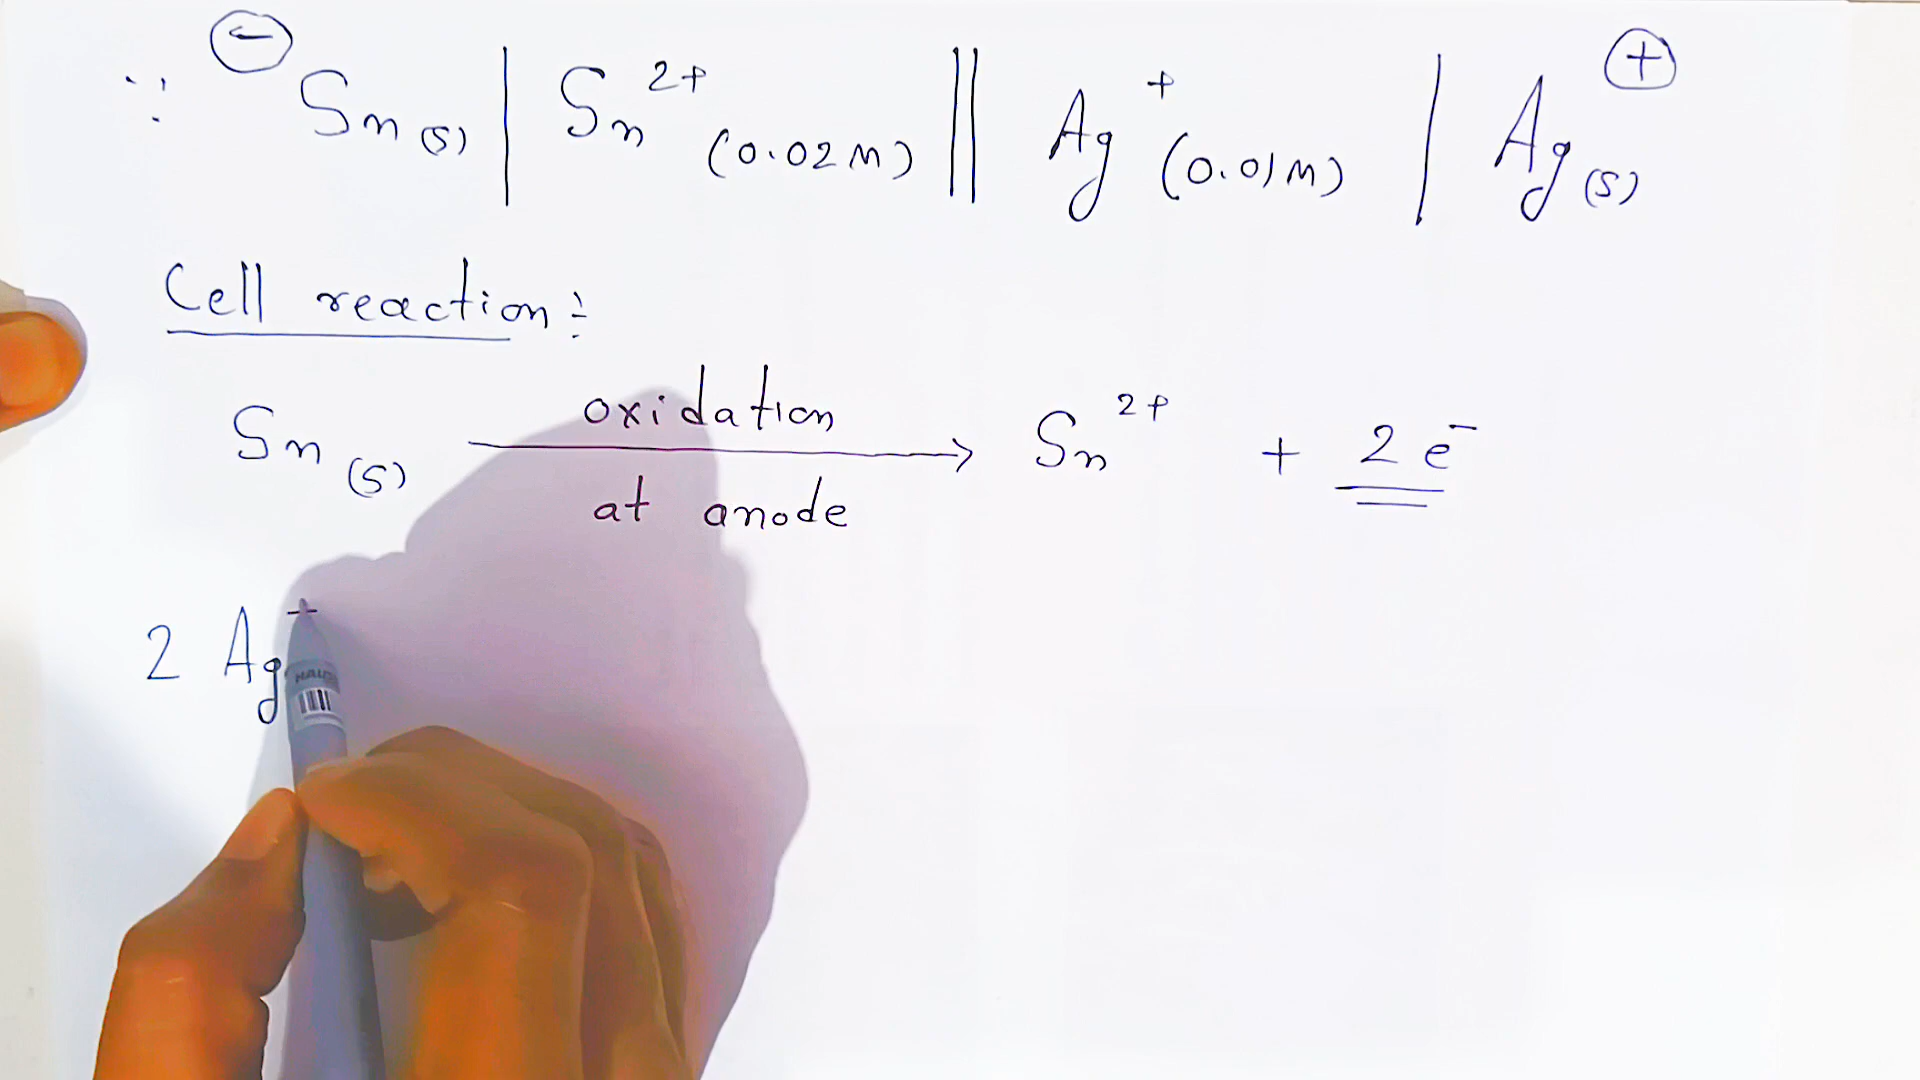 ∵ ⊖ Sn(s) | Sn²⁺ (0.02M) || Ag⁺ (0.01M) | Ag(s) ⊕
Cell reaction:
oxidation
Sn(s) ⟶ Sn²⁺ + 2e⁻
at anode
2 Ag⁺